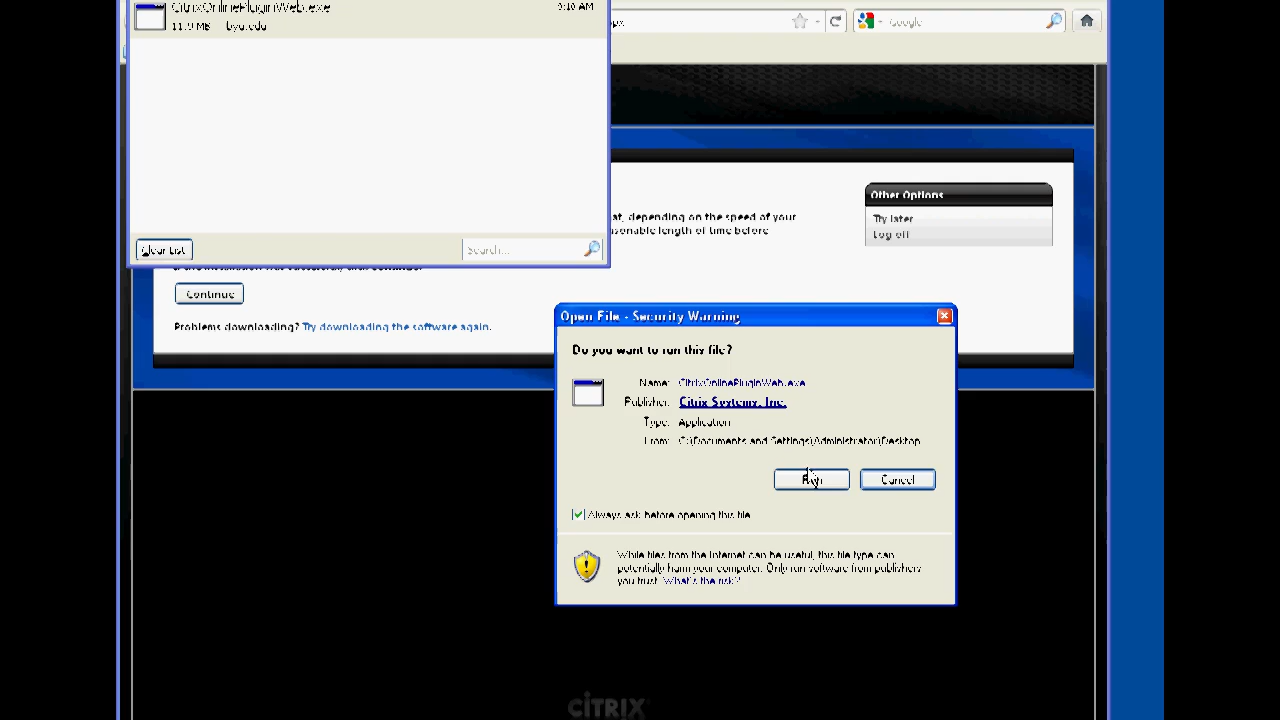 CitrixOnlinePluginWeb.exe
9:10 AM
11.9 MB — byu.edu
px
Google
Other Options
Try later
Log off
at, depending on the speed of your
sonable length of time before
Clear List
Search...
Continue
Problems downloading? Try downloading the software again.
Open File - Security Warning
Do you want to run this file?
Name: CitrixOnlinePluginWeb.exe
Publisher: Citrix Systems, Inc.
Type: Application
From: C:\Documents and Settings\Administrator\Desktop
Run
Cancel
Always ask before opening this file
While files from the Internet can be useful, this file type can
potentially harm your computer. Only run software from publishers
you trust. What's the risk?
CITRIX